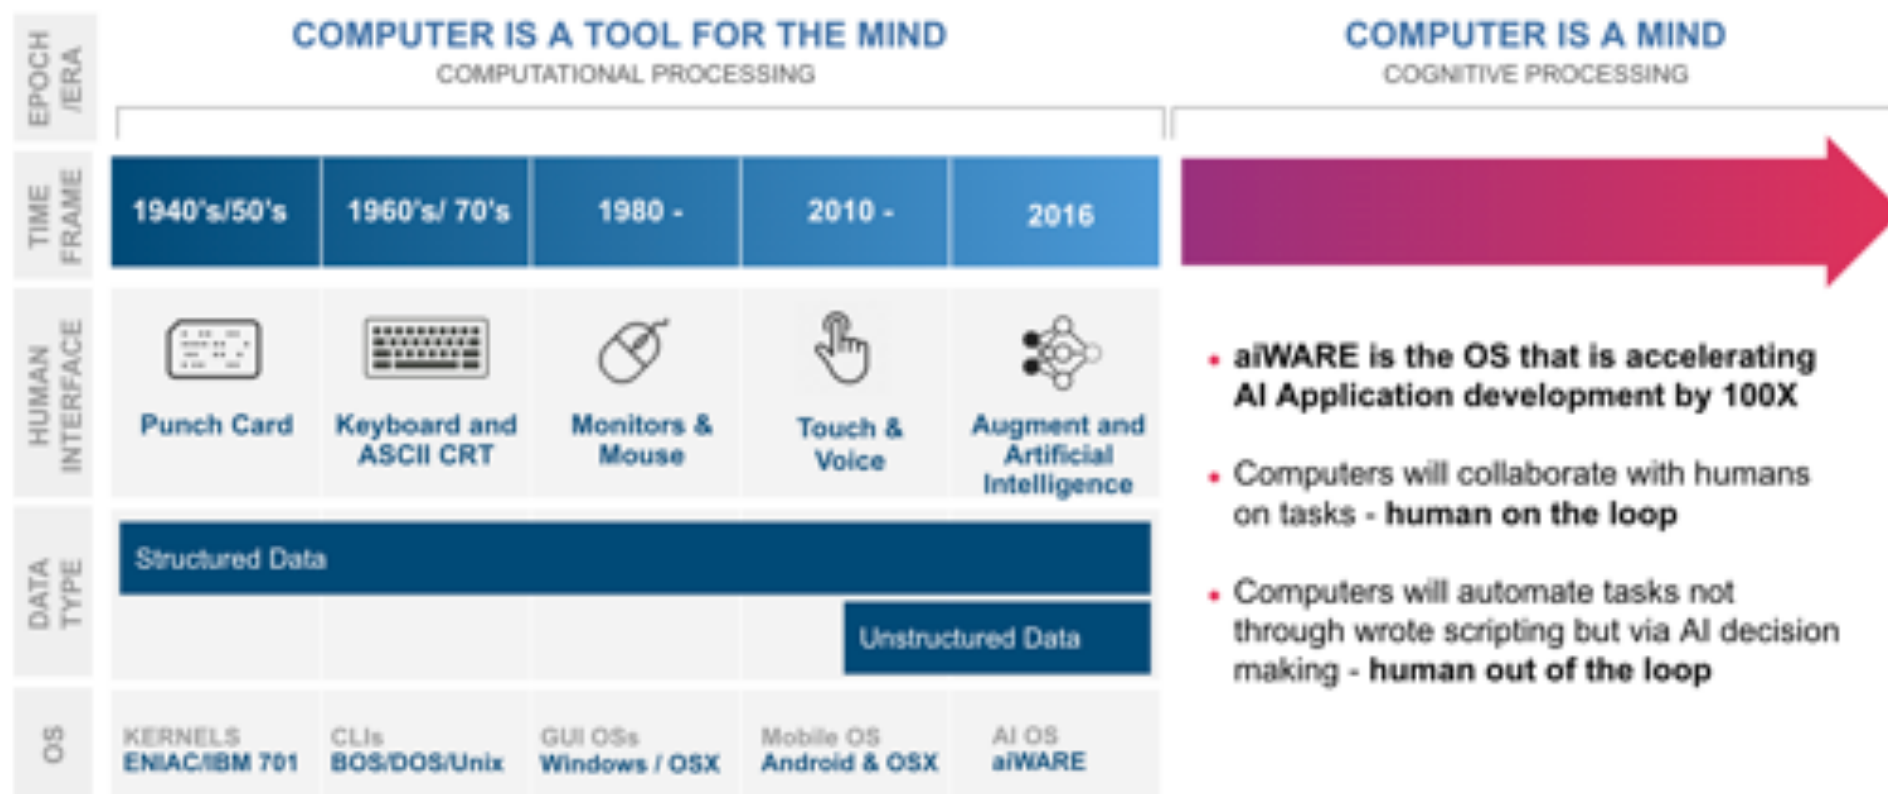 EPOCH
/ERA
COMPUTER IS A TOOL FOR THE MIND
COMPUTATIONAL PROCESSING
COMPUTER IS A MIND
COGNITIVE PROCESSING
TIME
FRAME
1940's/50's
1960's/ 70's
1980 -
2010 -
2016
HUMAN
INTERFACE
Punch Card
Keyboard and
ASCII CRT
Monitors &
Mouse
Touch &
Voice
Augment and
Artificial
Intelligence
DATA
TYPE
Structured Data
Unstructured Data
OS
KERNELS
ENIAC/IBM 701
CLIs
BOS/DOS/Unix
GUI OSs
Windows / OSX
Mobile OS
Android & OSX
AI OS
aiWARE
• aiWARE is the OS that is accelerating
AI Application development by 100X
• Computers will collaborate with humans
on tasks - human on the loop
• Computers will automate tasks not
through wrote scripting but via AI decision
making - human out of the loop